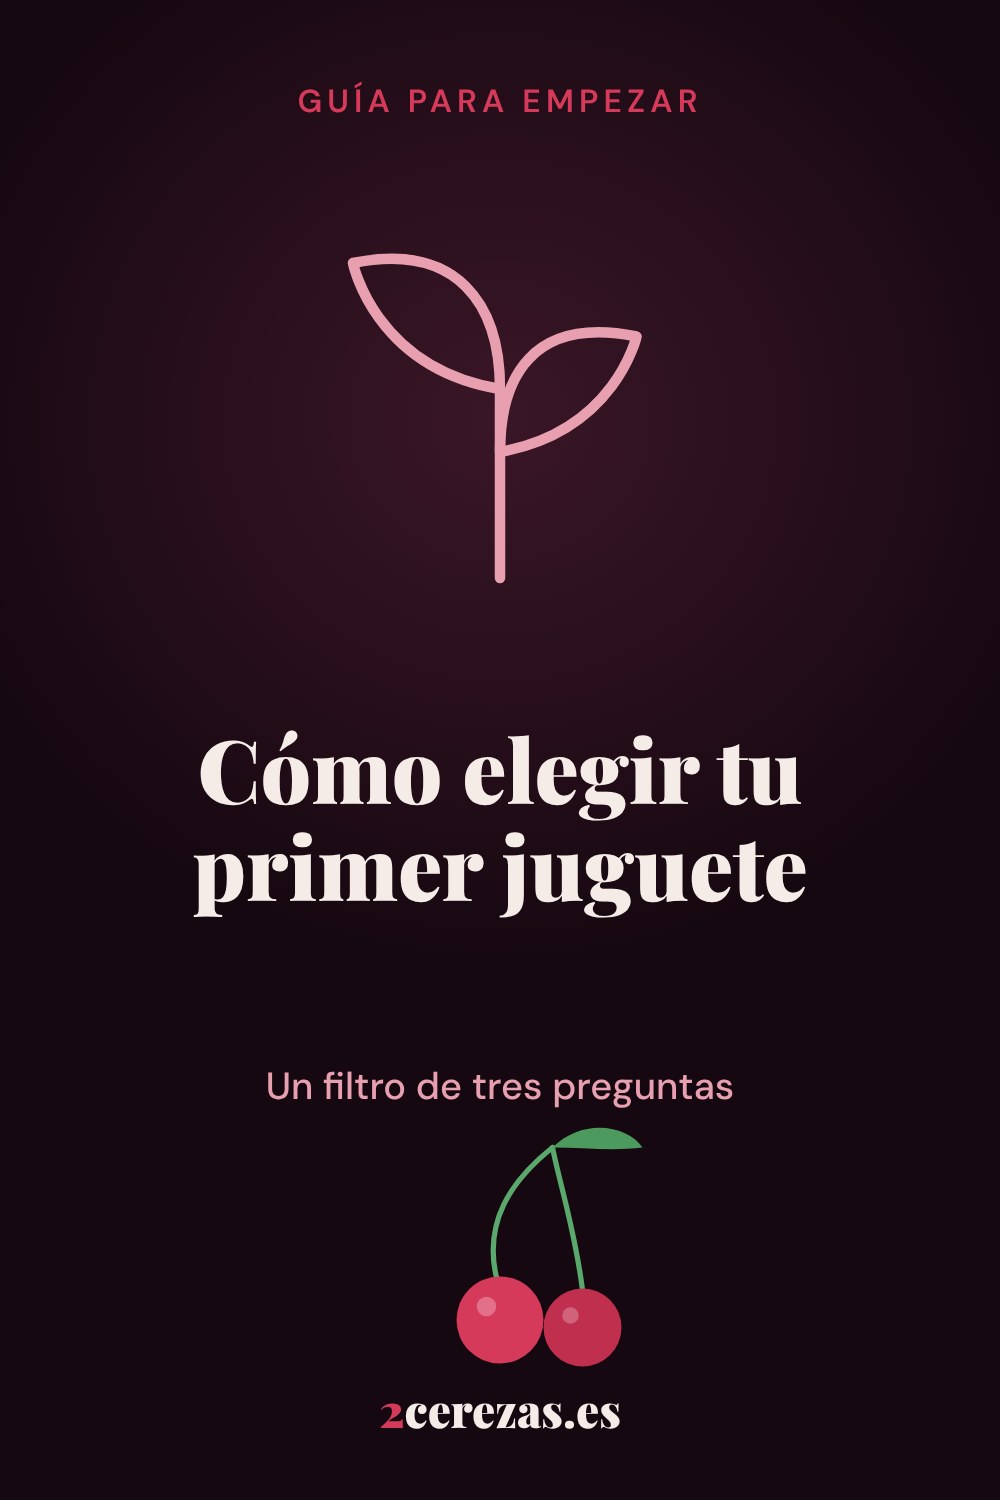 GUÍA PARA EMPEZAR
Cómo elegir tu
primer juguete
Un filtro de tres preguntas
2cerezas.es